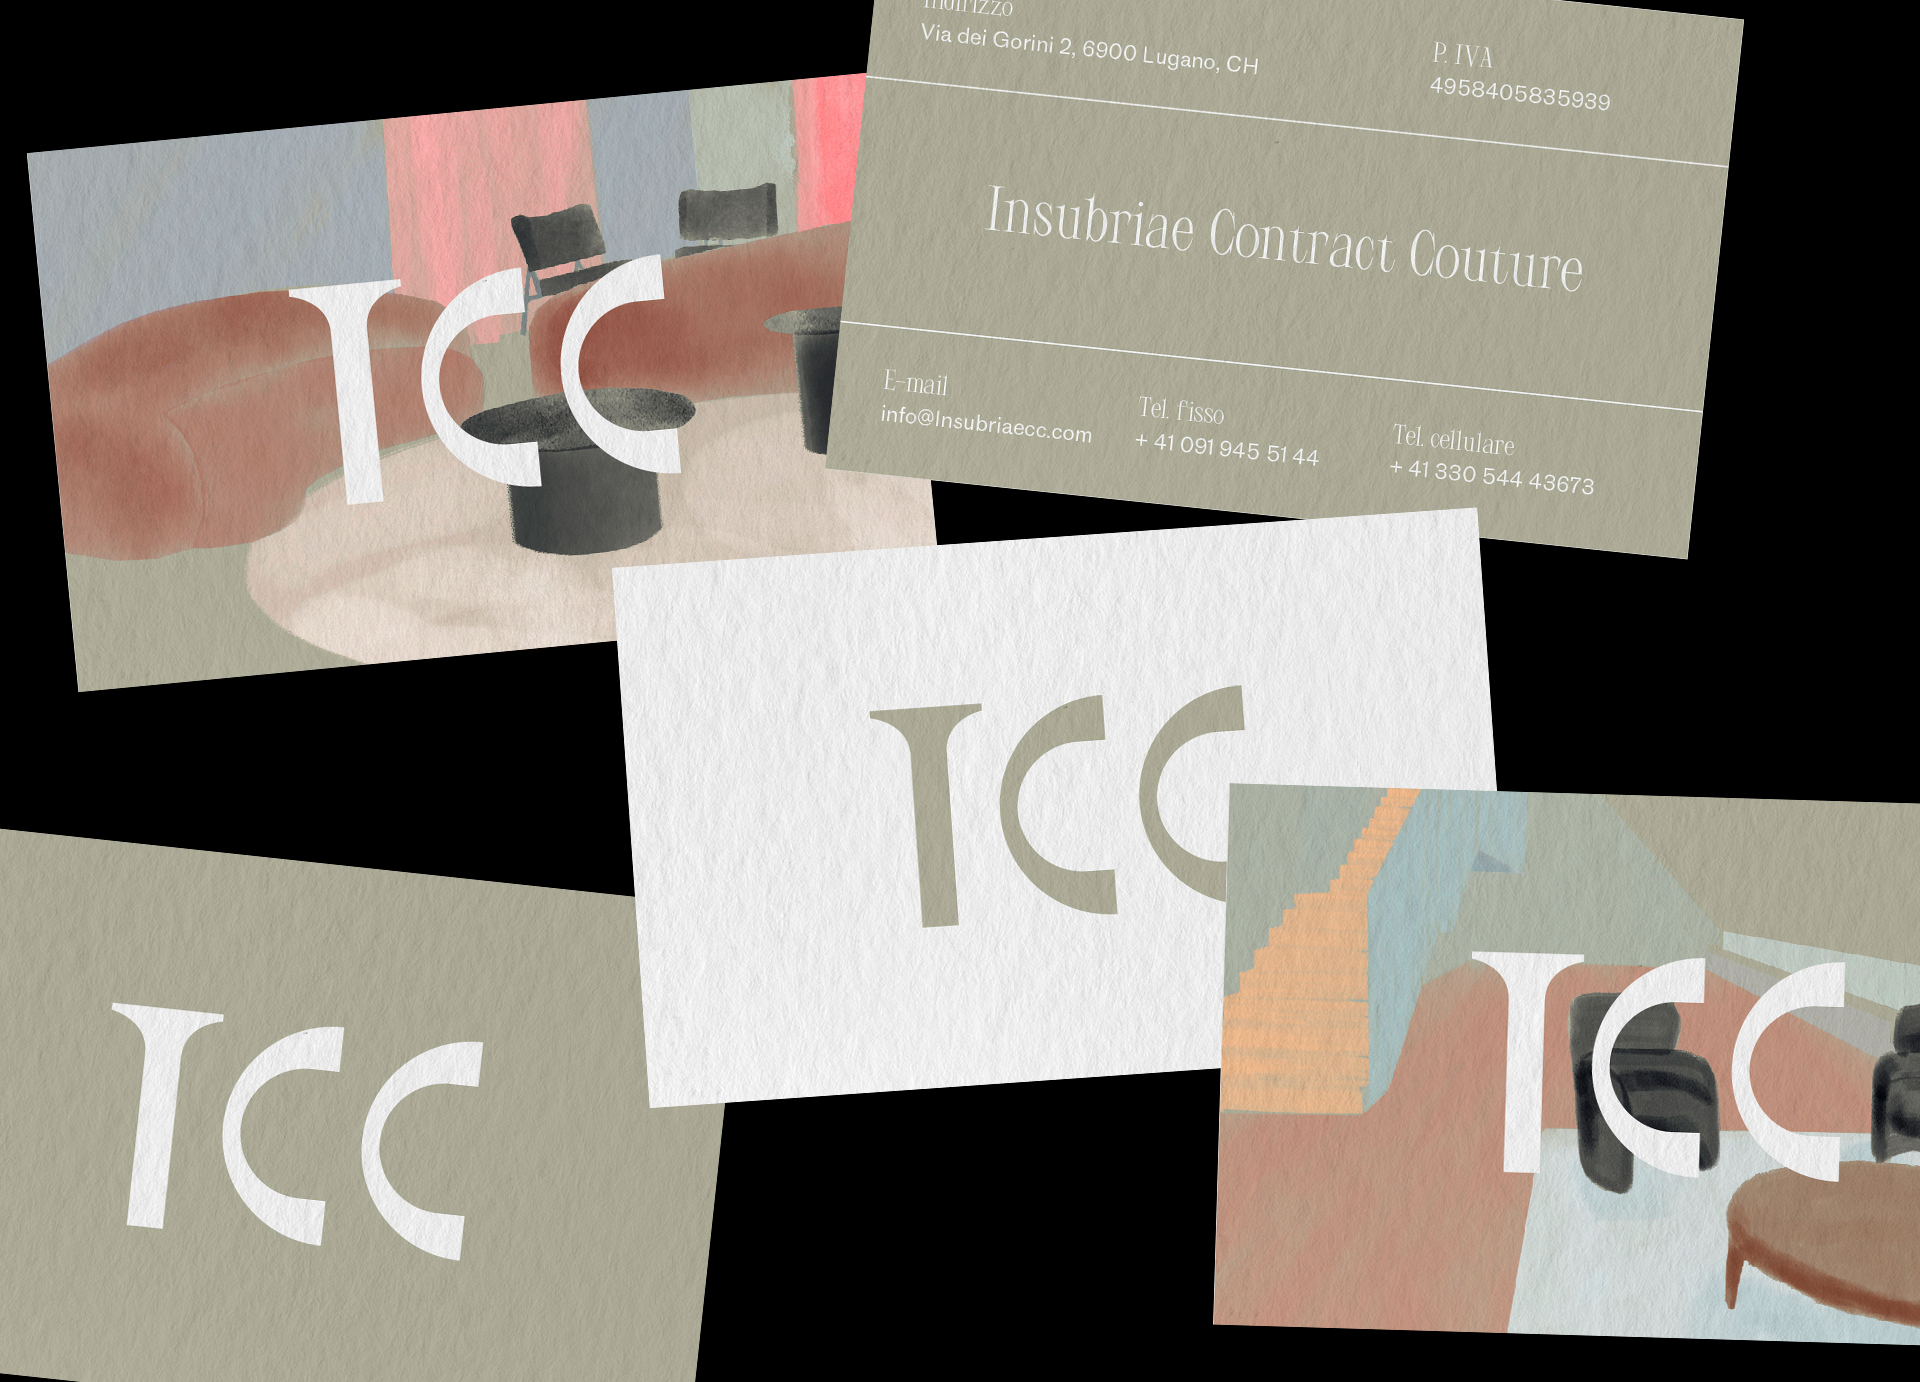 ICC
Indirizzo
Via dei Gorini 2, 6900 Lugano, CH
P. IVA
4958405835939
Insubriae Contract Couture
E-mail
info@Insubriaecc.com
Tel. fisso
+ 41 091 945 51 44
Tel. cellulare
+ 41 330 544 43673
ICC
ICC
ICC